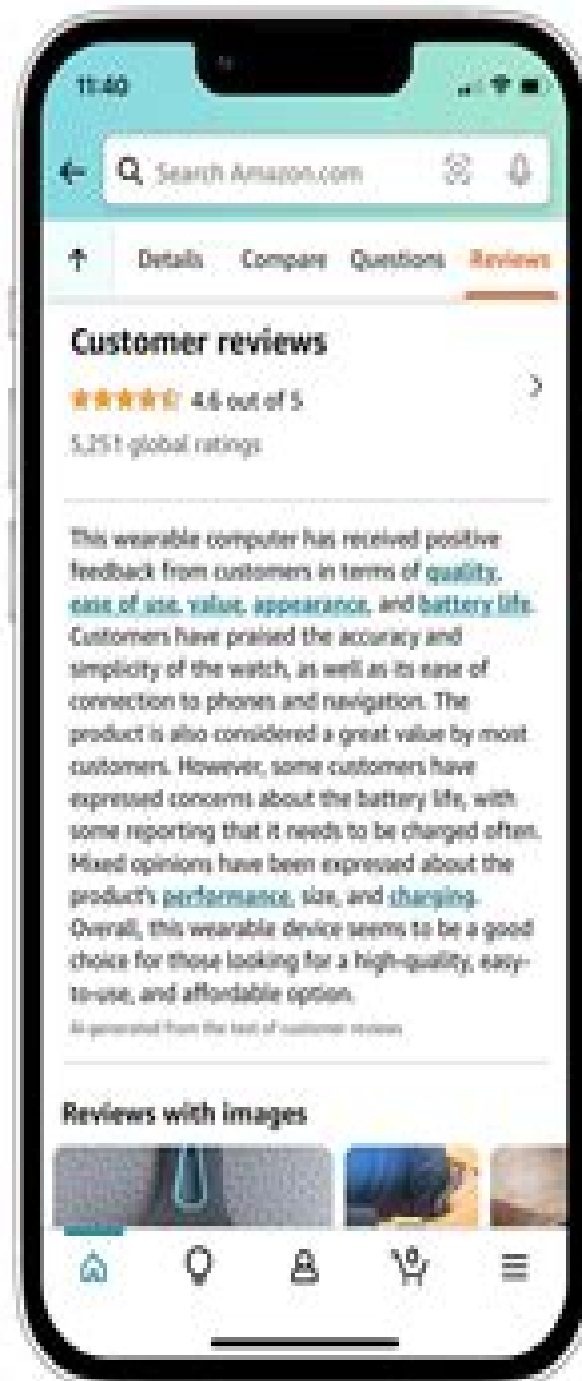 11:40
Search Amazon.com
Details Compare Questions Reviews
Customer reviews
4.6 out of 5
5,251 global ratings
This wearable computer has received positive
feedback from customers in terms of quality,
ease of use, value, appearance, and battery life.
Customers have praised the accuracy and
simplicity of the watch, as well as its ease of
connection to phones and navigation. The
product is also considered a great value by most
customers. However, some customers have
expressed concerns about the battery life, with
some reporting that it needs to be charged often.
Mixed opinions have been expressed about the
product's performance, size, and charging.
Overall, this wearable device seems to be a good
choice for those looking for a high-quality, easy-
to-use, and affordable option.
AI-generated from the text of customer reviews
Reviews with images
0